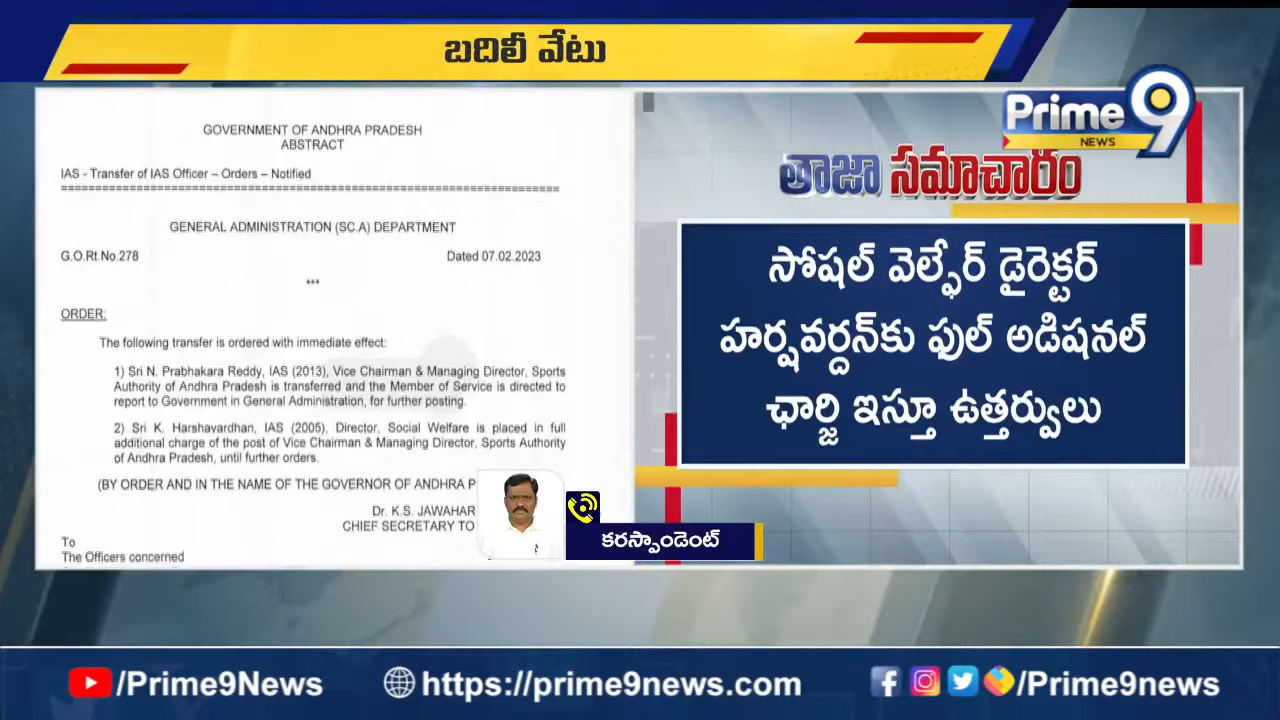 బదిలీ వేటు
GOVERNMENT OF ANDHRA PRADESH
ABSTRACT
IAS - Transfer of IAS Officer – Orders – Notified
==========================================================================
GENERAL ADMINISTRATION (SC.A) DEPARTMENT
G.O.Rt.No.278 Dated 07.02.2023
***
ORDER:
The following transfer is ordered with immediate effect:
1) Sri N. Prabhakara Reddy, IAS (2013), Vice Chairman & Managing Director, Sports
Authority of Andhra Pradesh is transferred and the Member of Service is directed to
report to Government in General Administration, for further posting.
2) Sri K. Harshavardhan, IAS (2005), Director, Social Welfare is placed in full
additional charge of the post of Vice Chairman & Managing Director, Sports Authority
of Andhra Pradesh, until further orders.
(BY ORDER AND IN THE NAME OF THE GOVERNOR OF ANDHRA P
Dr. K.S. JAWAHAR
CHIEF SECRETARY TO
To
The Officers concerned
Prime9
NEWS
తాజా సమాచారం
సోషల్ వెల్ఫేర్ డైరెక్టర్
హర్షవర్దన్‌కు ఫుల్ అడిషనల్
ఛార్జి ఇస్తూ ఉత్తర్వులు
కరస్పాండెంట్
/Prime9News https://prime9news.com /Prime9news